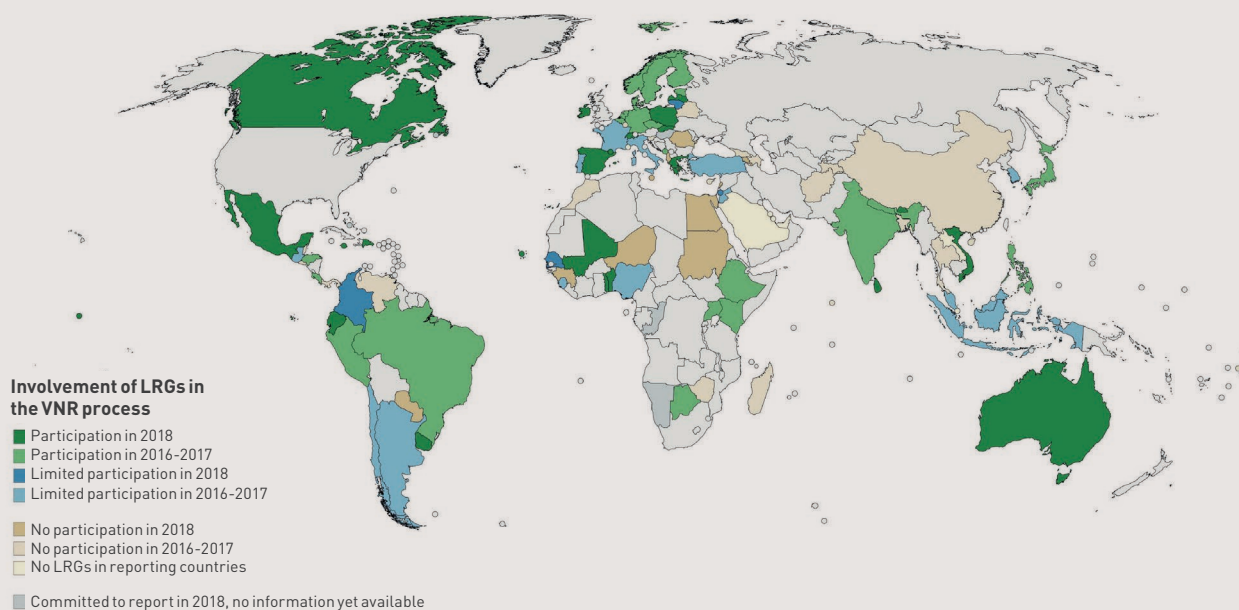 Involvement of LRGs in
the VNR process
Participation in 2018
Participation in 2016-2017
Limited participation in 2018
Limited participation in 2016-2017
No participation in 2018
No participation in 2016-2017
No LRGs in reporting countries
Committed to report in 2018, no information yet available